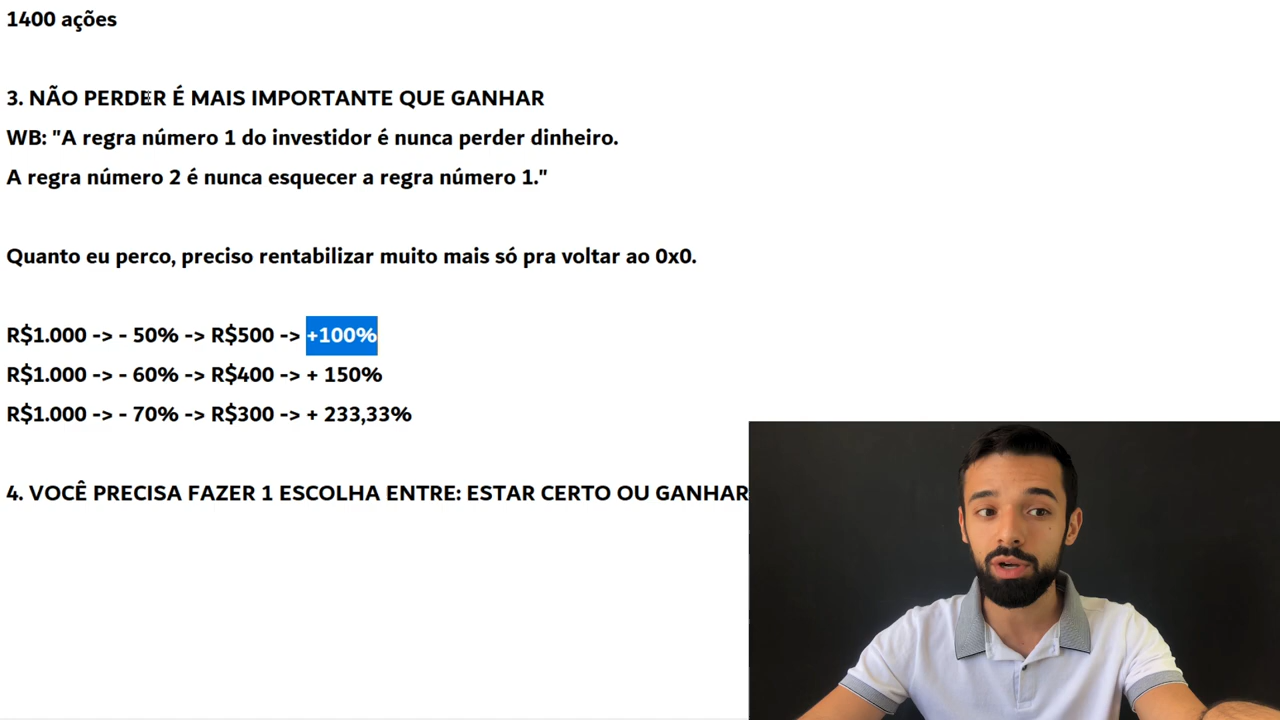 1400 ações
3. NÃO PERDER É MAIS IMPORTANTE QUE GANHAR
WB: "A regra número 1 do investidor é nunca perder dinheiro.
A regra número 2 é nunca esquecer a regra número 1."
Quanto eu perco, preciso rentabilizar muito mais só pra voltar ao 0x0.
R$1.000 -> - 50% -> R$500 -> +100%
R$1.000 -> - 60% -> R$400 -> + 150%
R$1.000 -> - 70% -> R$300 -> + 233,33%
4. VOCÊ PRECISA FAZER 1 ESCOLHA ENTRE: ESTAR CERTO OU GANHAR